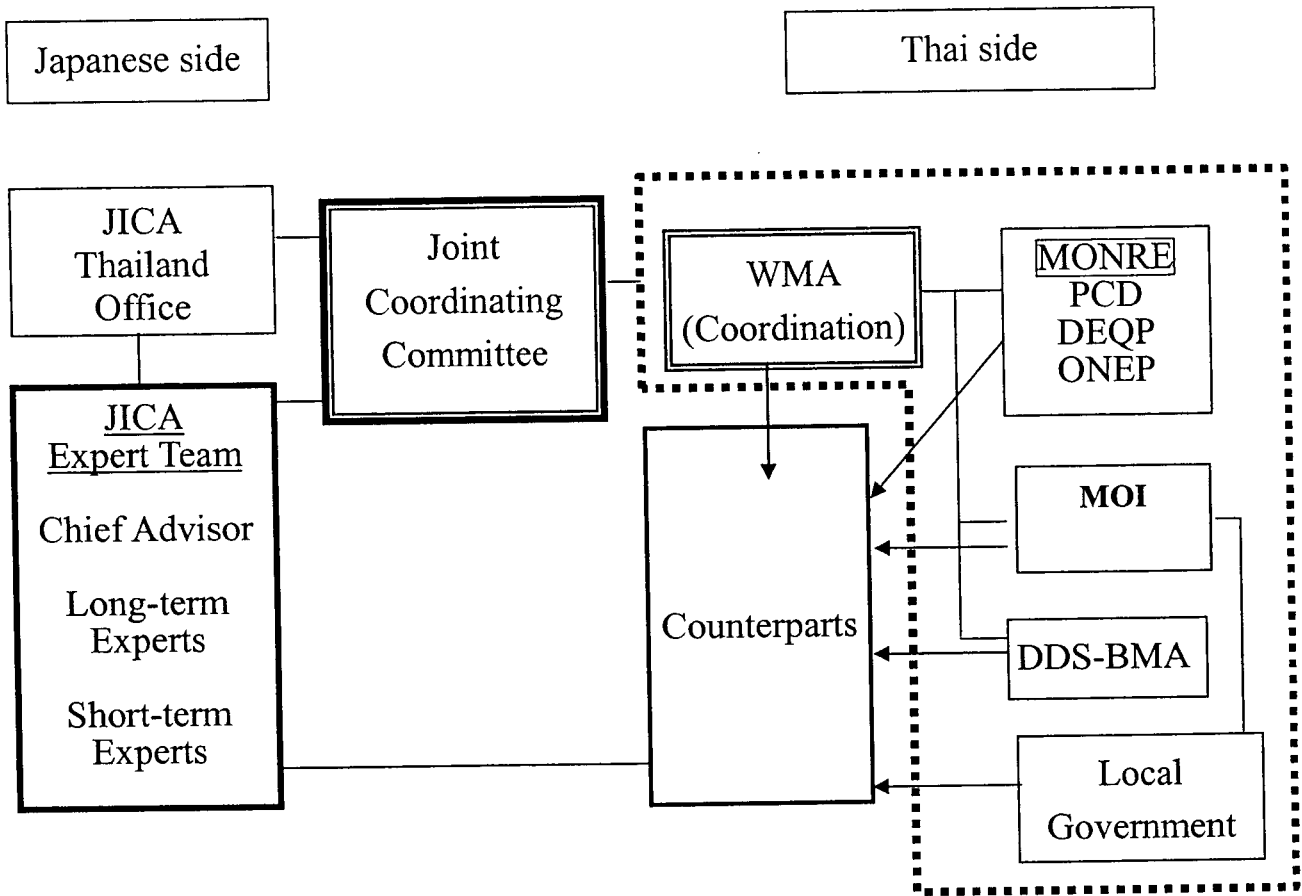 Japanese side
Thai side
JICA
Thailand
Office
Joint
Coordinating
Committee
WMA
(Coordination)
MONRE
PCD
DEQP
ONEP
JICA
Expert Team
Chief Advisor
Long-term
Experts
Short-term
Experts
Counterparts
MOI
DDS-BMA
Local
Government